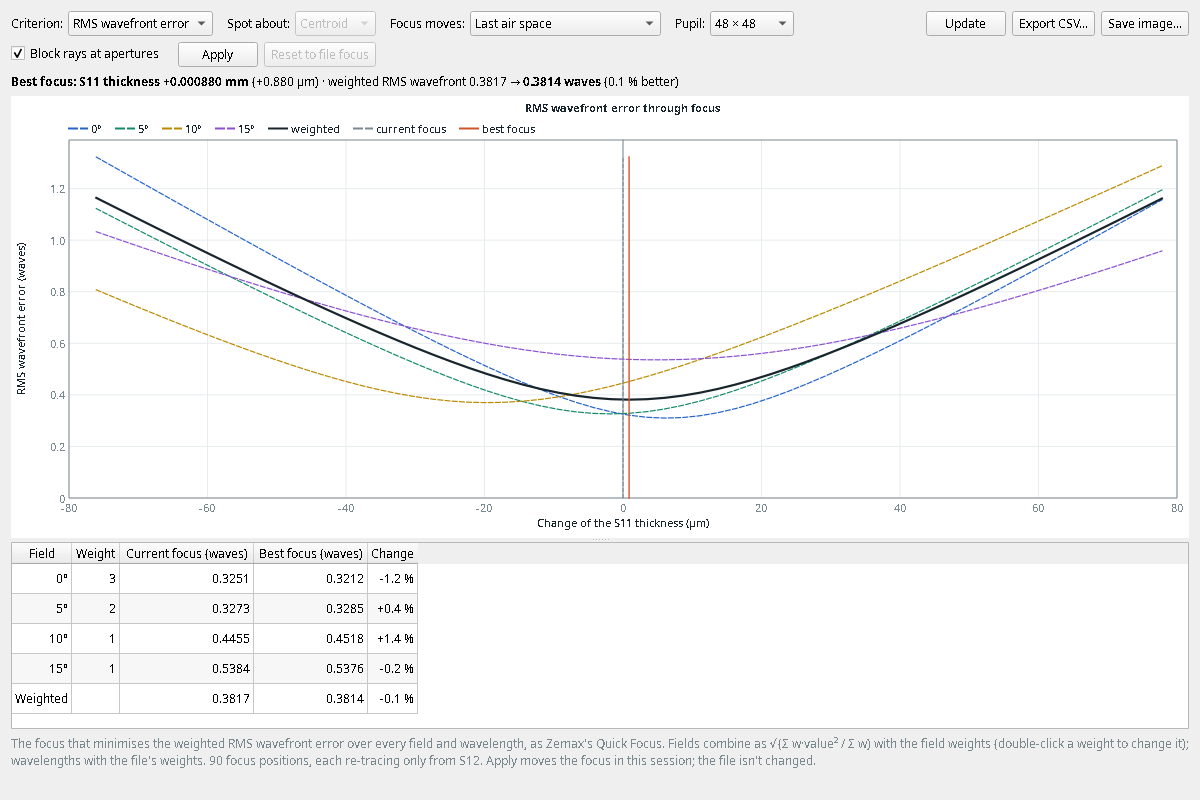 Criterion: RMS wavefront error Spot about: Centroid Focus moves: Last air space Pupil: 48 × 48 Update Export CSV... Save image...
Block rays at apertures Apply Reset to file focus
Best focus: S11 thickness +0.000880 mm (+0.880 µm) · weighted RMS wavefront 0.3817 → 0.3814 waves (0.1 % better)
RMS wavefront error through focus
0° 5° 10° 15° weighted current focus best focus
1.2
1.0
0.8
0.6
0.4
0.2
0
RMS wavefront error (waves)
-80 -60 -40 -20 0 20 40 60 80
Change of the S11 thickness (µm)
Field Weight Current focus (waves) Best focus (waves) Change
0° 3 0.3251 0.3212 -1.2 %
5° 2 0.3273 0.3285 +0.4 %
10° 1 0.4455 0.4518 +1.4 %
15° 1 0.5384 0.5376 -0.2 %
Weighted 0.3817 0.3814 -0.1 %
The focus that minimises the weighted RMS wavefront error over every field and wavelength, as Zemax's Quick Focus. Fields combine as √(Σ w·value² / Σ w) with the field weights (double-click a weight to change it);
wavelengths with the file's weights. 90 focus positions, each re-tracing only from S12. Apply moves the focus in this session; the file isn't changed.